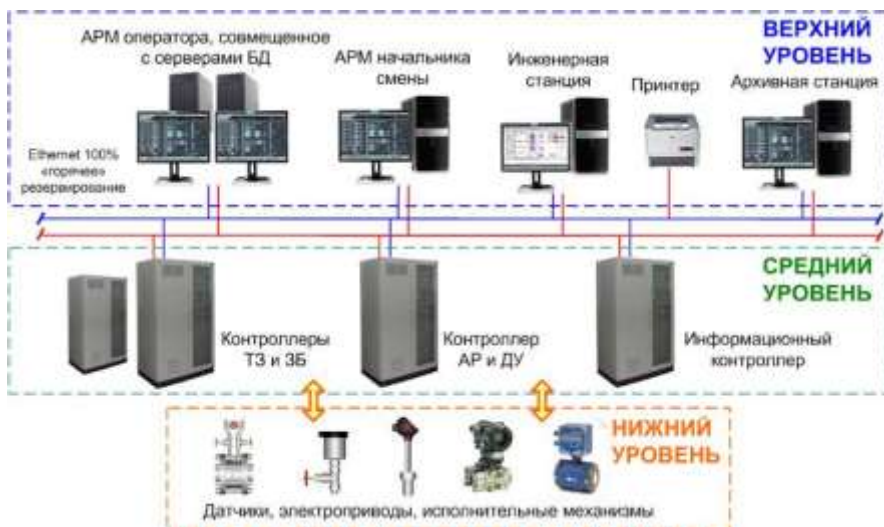 ВЕРХНИЙ
УРОВЕНЬ
АРМ оператора, совмещенное
с серверами БД
АРМ начальника
смены
Инженерная
станция
Принтер
Архивная станция
Ethernet 100%
«горячее»
резервирование
СРЕДНИЙ
УРОВЕНЬ
Контроллеры
ТЗ и ЗБ
Контроллер
АР и ДУ
Информационный
контроллер
НИЖНИЙ
УРОВЕНЬ
Датчики, электроприводы, исполнительные механизмы